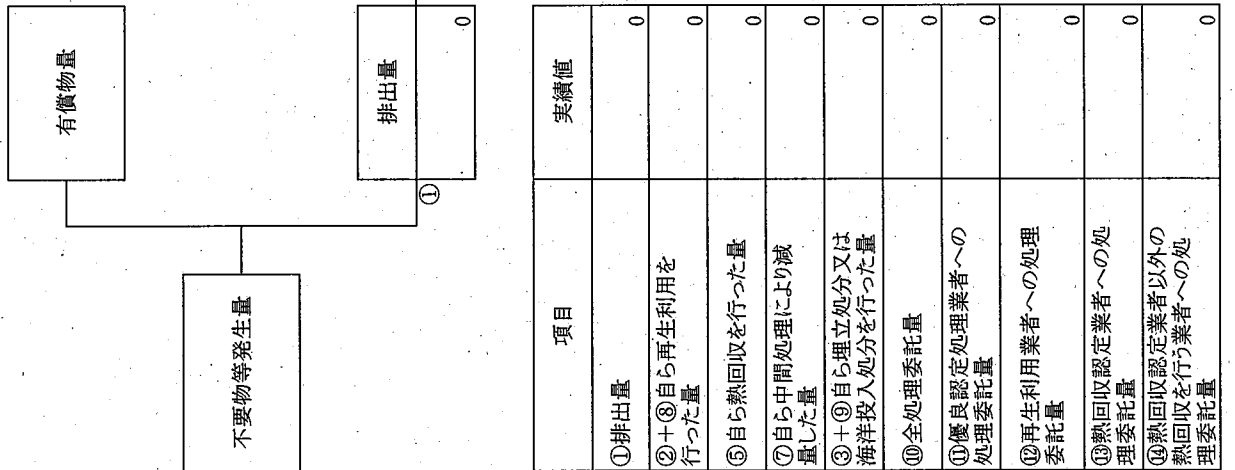 不要物等発生量
有償物量
①
排出量
0
項目
実績値
①排出量
0
②＋⑧自ら再生利用を
行った量
0
⑤自ら熱回収を行った量
0
⑦自ら中間処理により減
量した量
0
③＋⑨自ら埋立処分又は
海洋投入処分を行った量
0
⑩全処理委託量
0
⑪優良認定処理業者への
処理委託量
0
⑫再生利用業者への処理
委託量
0
⑬熱回収認定業者への処
理委託量
0
⑭熱回収認定業者以外の
熱回収を行う業者への処
理委託量
0